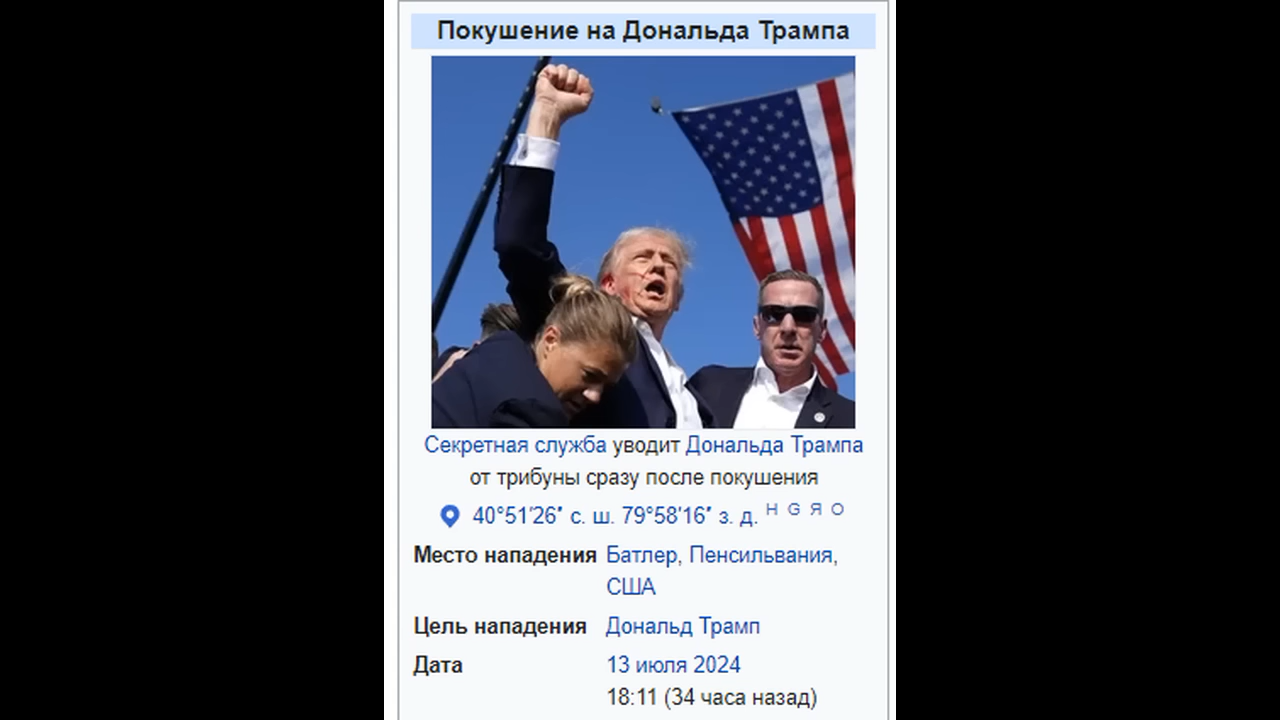 Покушение на Дональда Трампа
Секретная служба уводит Дональда Трампа
от трибуны сразу после покушения
40°51′26″ с. ш. 79°58′16″ з. д. H G Я O
Место нападения Батлер, Пенсильвания,
США
Цель нападения Дональд Трамп
Дата 13 июля 2024
18:11 (34 часа назад)